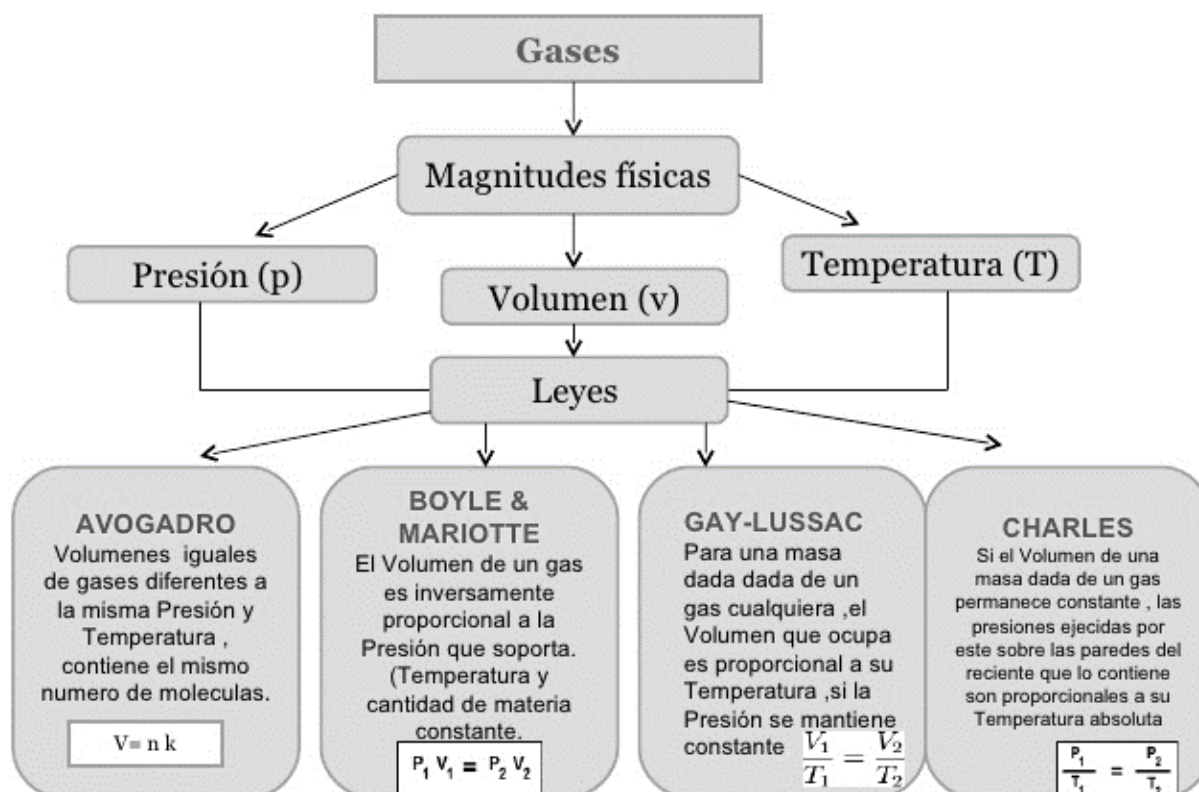 Gases
Magnitudes físicas
Presión (p)
Volumen (v)
Temperatura (T)
Leyes
AVOGADRO
Volumenes iguales
de gases diferentes a
la misma Presión y
Temperatura ,
contiene el mismo
numero de moleculas.
V= n k
BOYLE &
MARIOTTE
El Volumen de un gas
es inversamente
proporcional a la
Presión que soporta.
(Temperatura y
cantidad de materia
constante.
P₁ V₁ = P₂ V₂
GAY-LUSSAC
Para una masa
dada dada de un
gas cualquiera ,el
Volumen que ocupa
es proporcional a su
Temperatura ,si la
Presión se mantiene
constante
V₁/T₁ = V₂/T₂
CHARLES
Si el Volumen de una
masa dada de un gas
permanece constante , las
presiones ejecidas por
este sobre las paredes del
reciente que lo contiene
son proporcionales a su
Temperatura absoluta
P₁/T₁ = P₂/T₂